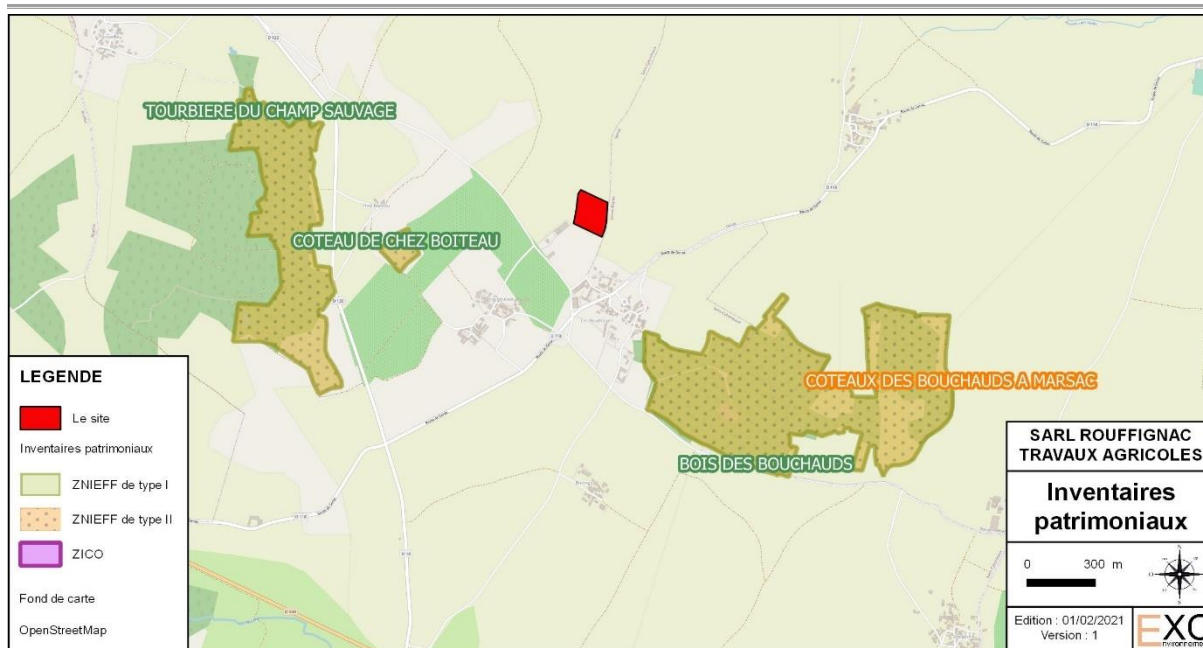 TOURBIERE DU CHAMP SAUVAGE
COTEAU DE CHEZ BOITEAU
COTEAUX DES BOUCHAUDS A MARSAC
BOIS DES BOUCHAUDS
LEGENDE
Le site
Inventaires patrimoniaux
ZNIEFF de type I
ZNIEFF de type II
ZICO
Fond de carte
OpenStreetMap
SARL ROUFFIGNAC
TRAVAUX AGRICOLES
Inventaires
patrimoniaux
0 300 m
Edition : 01/02/2021
Version : 1
EXO